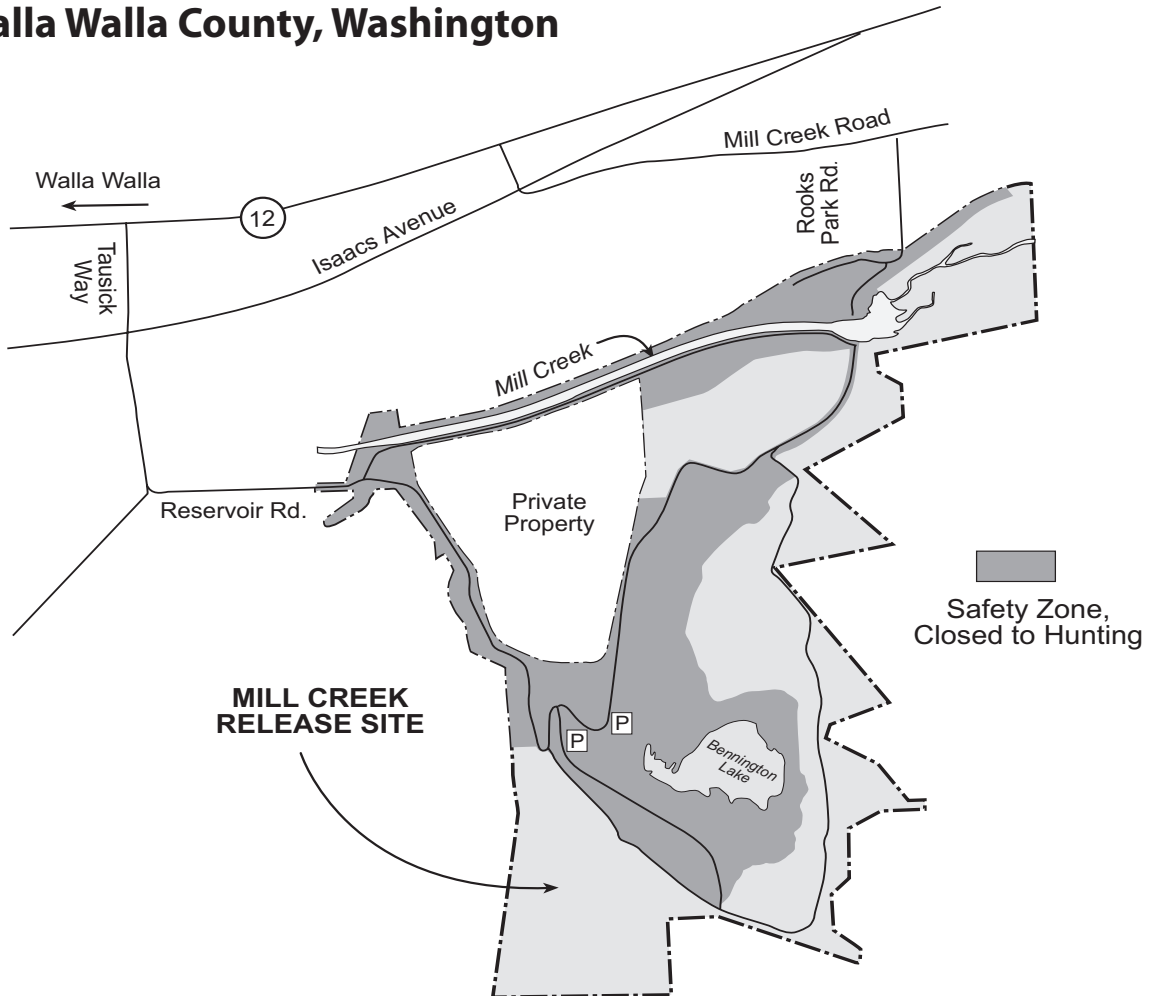 alla Walla County, Washington
Mill Creek Road
Walla Walla
12
Rooks
Park Rd.
Isaacs Avenue
Tausick
Way
Mill Creek
Reservoir Rd.
Private
Property
Safety Zone,
Closed to Hunting
MILL CREEK
RELEASE SITE
P
P
Bennington
Lake